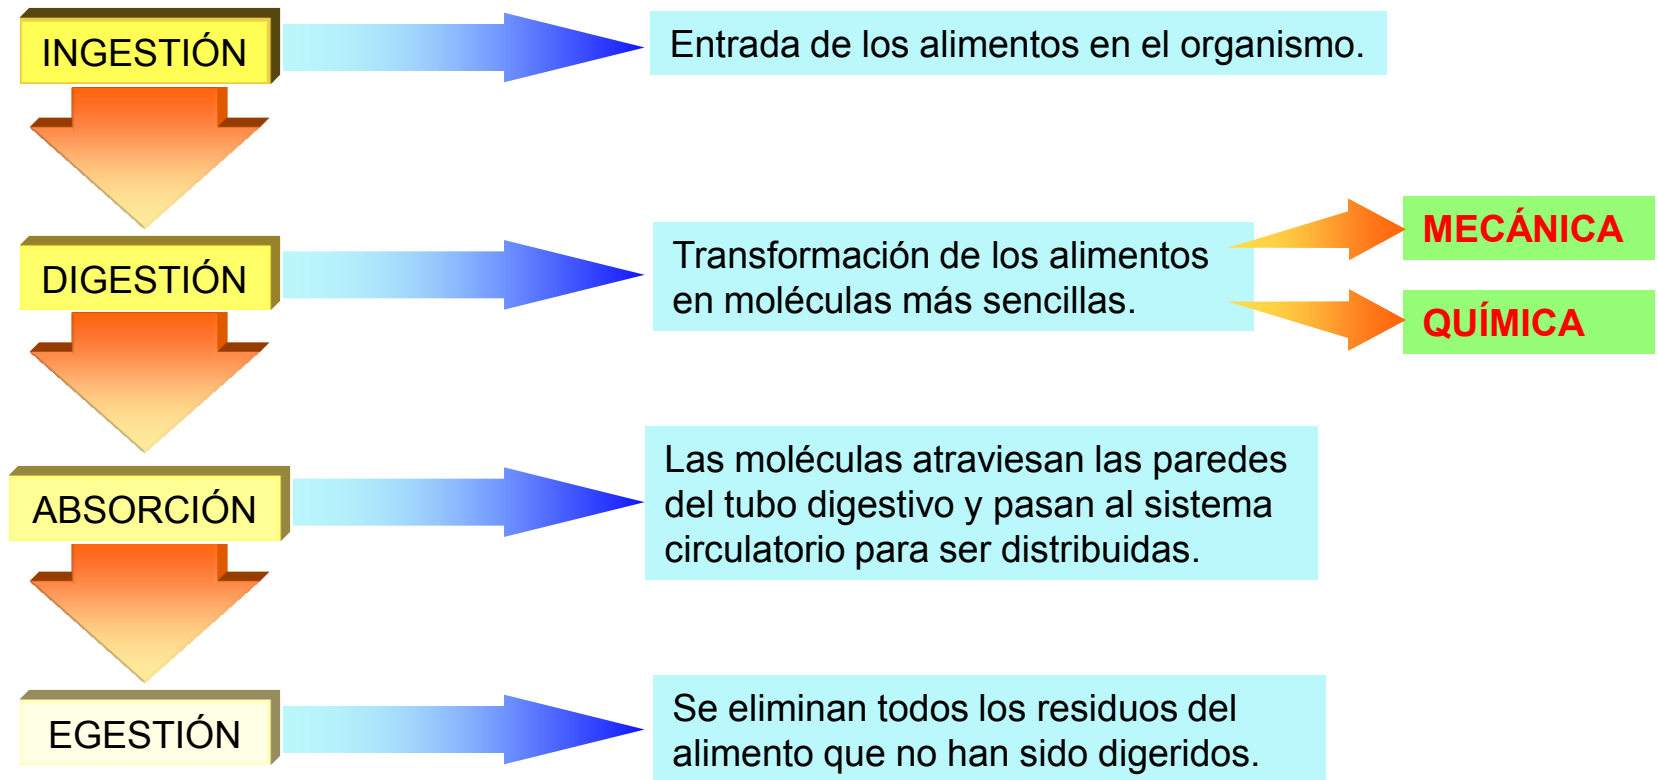 INGESTIÓN
Entrada de los alimentos en el organismo.
DIGESTIÓN
Transformación de los alimentos
en moléculas más sencillas.
MECÁNICA
QUÍMICA
ABSORCIÓN
Las moléculas atraviesan las paredes
del tubo digestivo y pasan al sistema
circulatorio para ser distribuidas.
EGESTIÓN
Se eliminan todos los residuos del
alimento que no han sido digeridos.